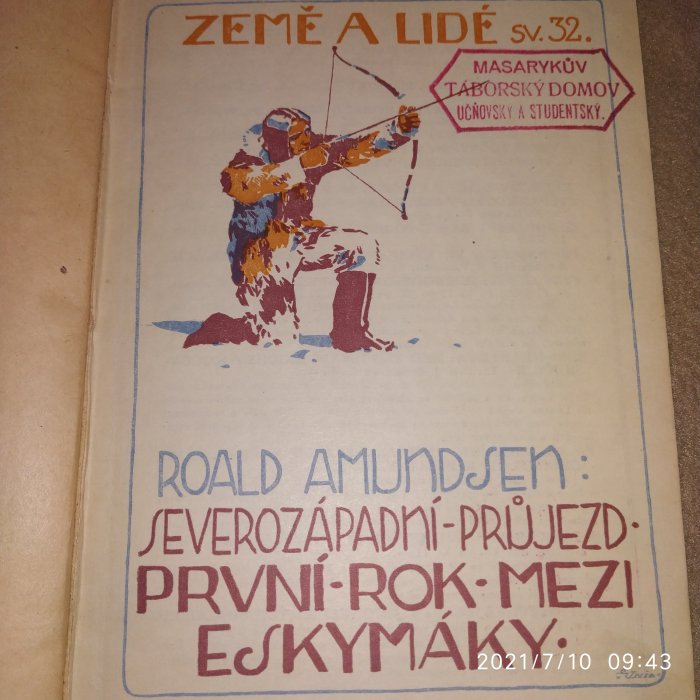 ZEMĚ A LIDÉ SV. 32.
MASARYKŮV
TÁBORSKÝ DOMOV
UČŇOVSKÝ A STUDENTSKÝ.
ROALD AMUNDSEN:
SEVEROZÁPADNÍ-PRŮJEZD·
PRVNÍ·ROK·MEZI
ESKYMÁKY·
2021/7/10 09:43